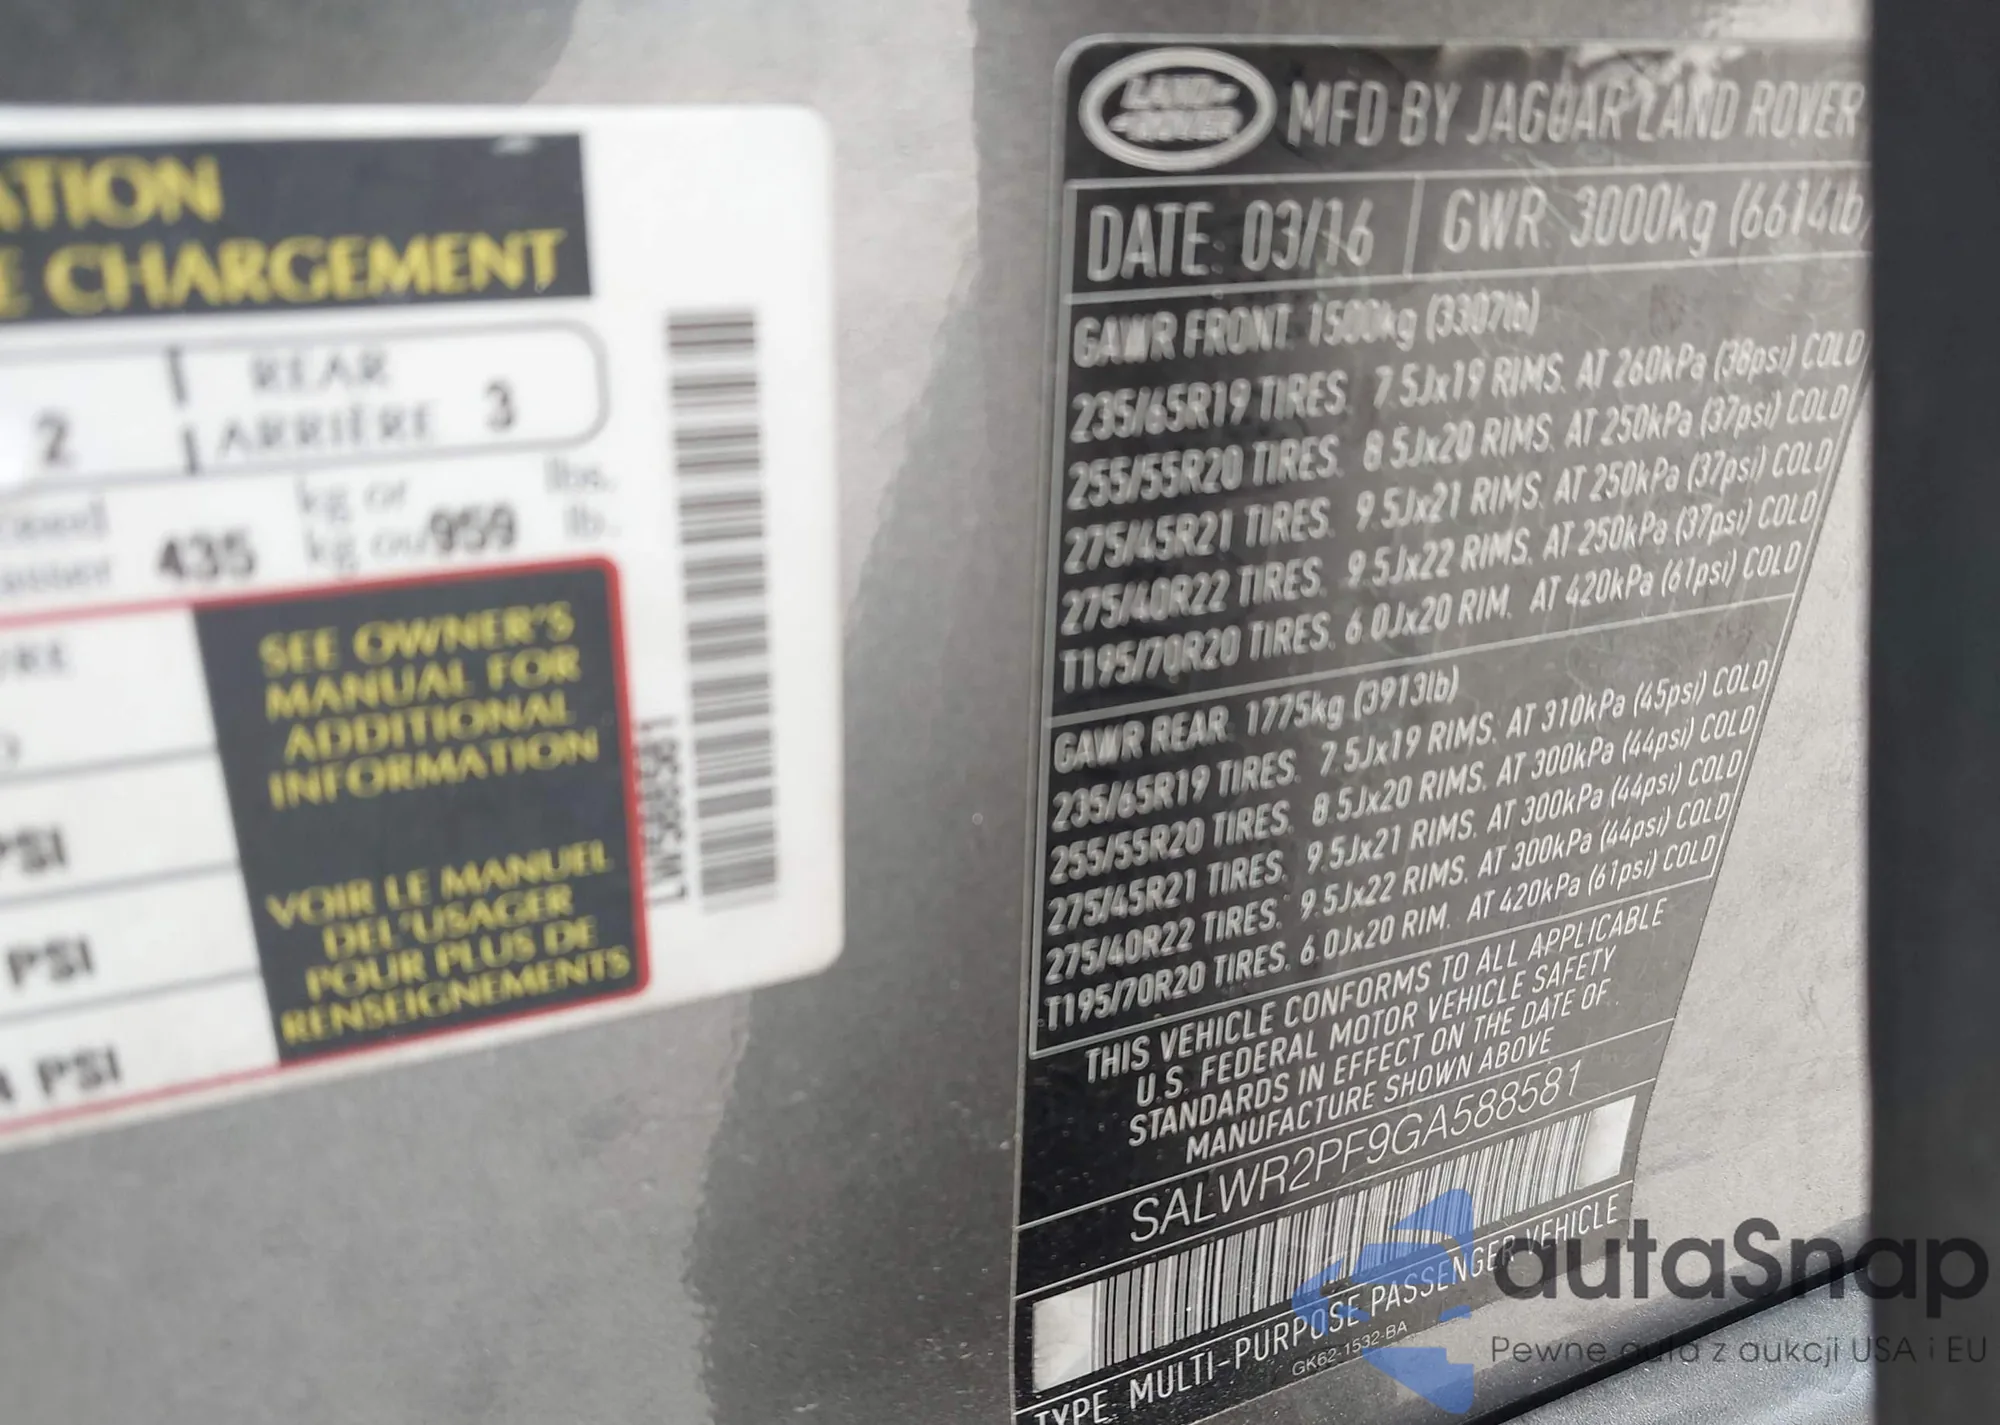 ATION
E CHARGEMENT
2
REAR
ARRIÈRE 3
435 kg or 959 lbs.
kg ou lb.
SEE OWNER'S
MANUAL FOR
ADDITIONAL
INFORMATION
VOIR LE MANUEL
DE L'USAGER
POUR PLUS DE
RENSEIGNEMENTS
PSI
PSI
PSI
LAND-
-ROVER
MFD BY JAGUAR LAND ROVER
DATE: 03/16 GWR 3000kg (6614lb)
GAWR FRONT 1500kg (3307lb)
235/65R19 TIRES. 7.5Jx19 RIMS. AT 260kPa (38psi) COLD
255/55R20 TIRES. 8.5Jx20 RIMS. AT 250kPa (37psi) COLD
275/45R21 TIRES. 9.5Jx21 RIMS. AT 250kPa (37psi) COLD
275/40R22 TIRES. 9.5Jx22 RIMS. AT 250kPa (37psi) COLD
T195/70R20 TIRES. 6.0Jx20 RIM. AT 420kPa (61psi) COLD
GAWR REAR 1775kg (3913lb)
235/65R19 TIRES. 7.5Jx19 RIMS. AT 310kPa (45psi) COLD
255/55R20 TIRES. 8.5Jx20 RIMS. AT 300kPa (44psi) COLD
275/45R21 TIRES. 9.5Jx21 RIMS. AT 300kPa (44psi) COLD
275/40R22 TIRES. 9.5Jx22 RIMS. AT 300kPa (44psi) COLD
T195/70R20 TIRES. 6.0Jx20 RIM. AT 420kPa (61psi) COLD
THIS VEHICLE CONFORMS TO ALL APPLICABLE
U.S. FEDERAL MOTOR VEHICLE SAFETY
STANDARDS IN EFFECT ON THE DATE OF
MANUFACTURE SHOWN ABOVE
SALWR2PF9GA588581
TYPE MULTI-PURPOSE PASSENGER VEHICLE
GK62-1532-BA
autaSnap
Pewne auta z aukcji USA i EU